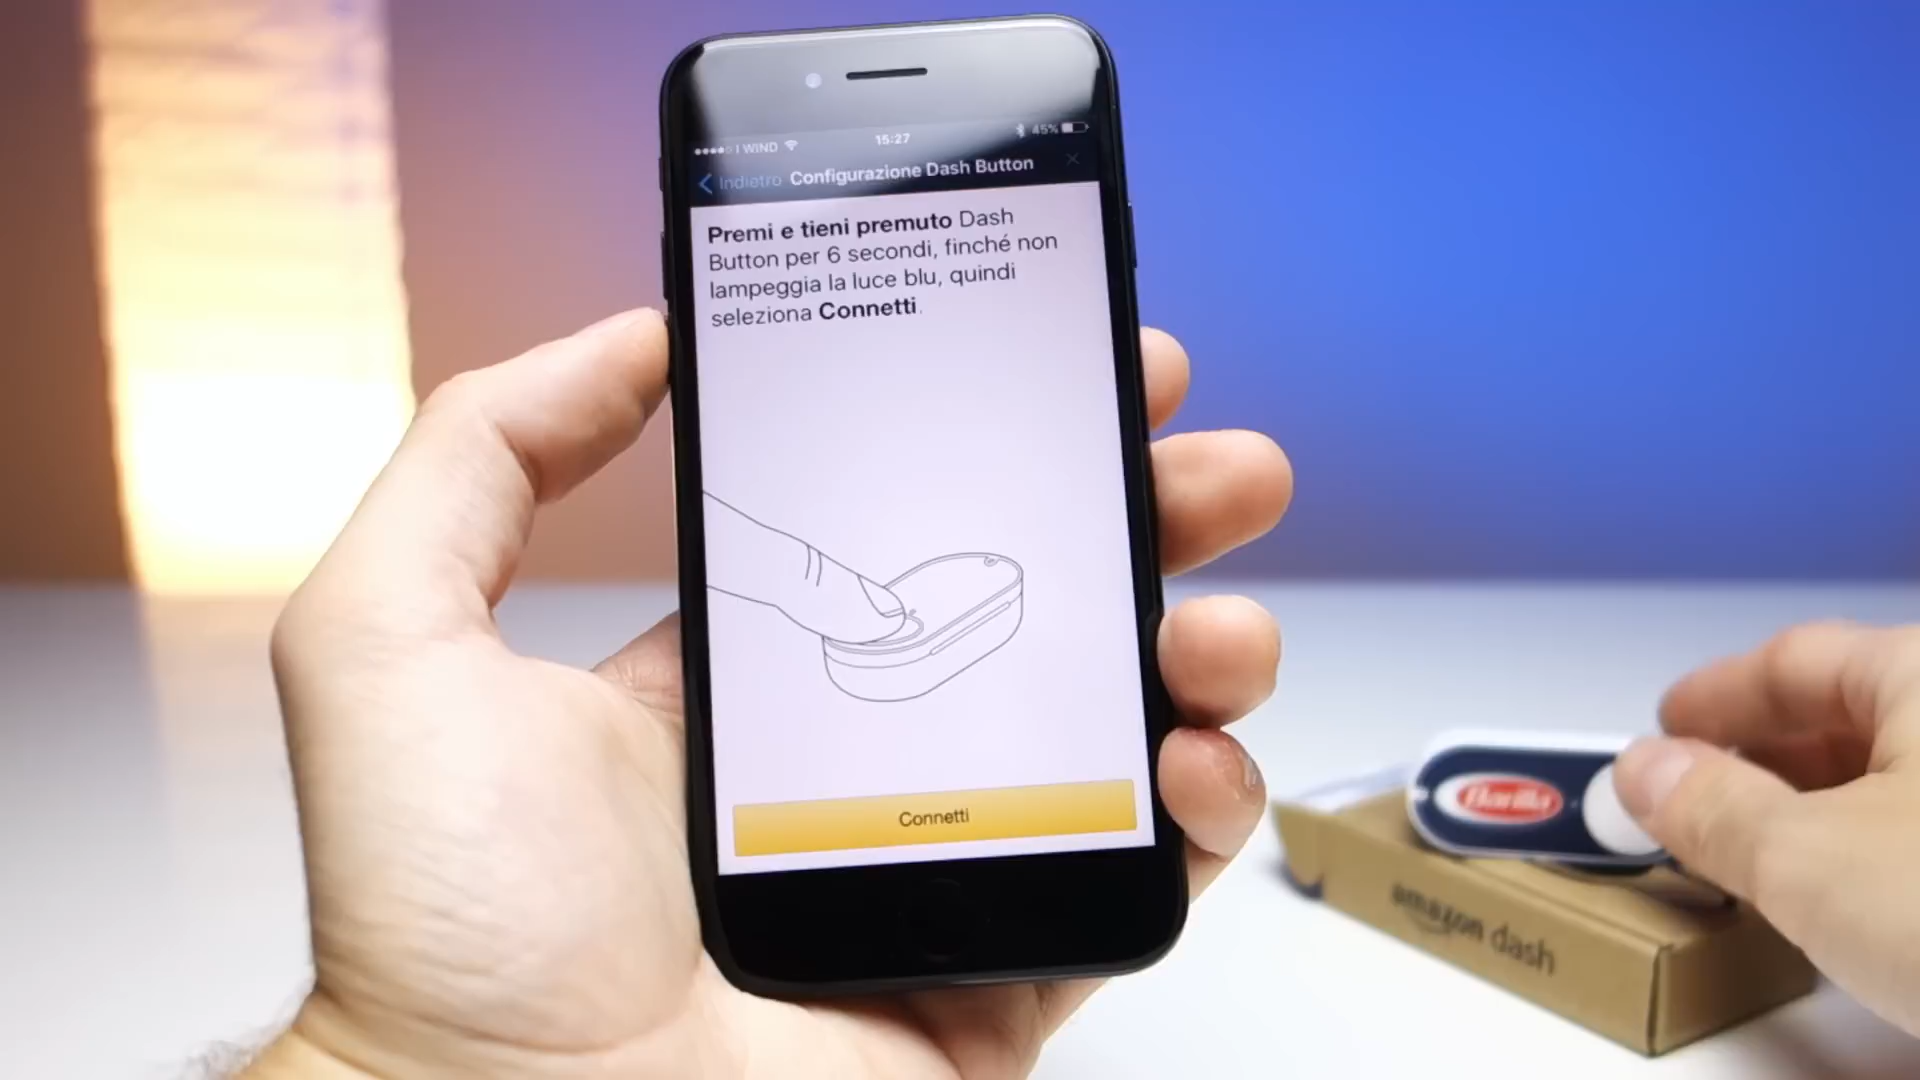 WIND 15:27 45%
Indietro Configurazione Dash Button
Premi e tieni premuto Dash
Button per 6 secondi, finché non
lampeggia la luce blu, quindi
seleziona Connetti.
Connetti
Barilla
amazon dash